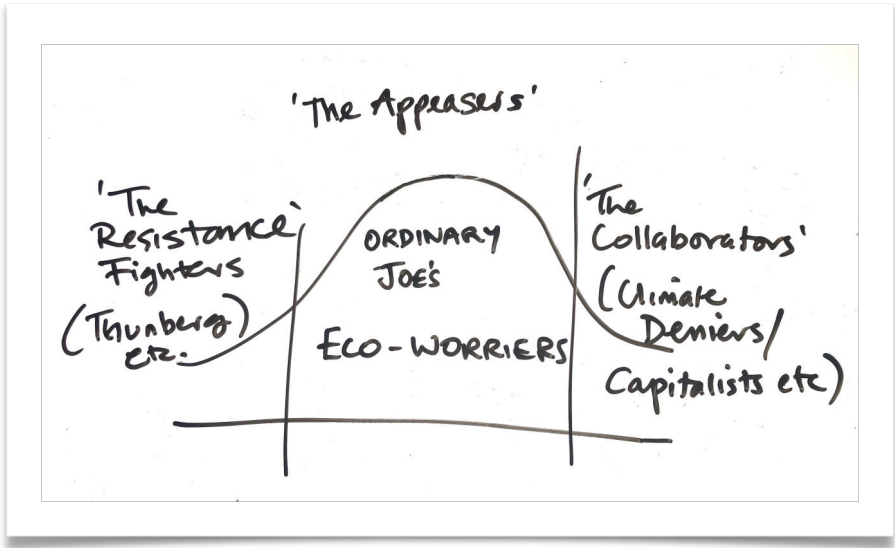 'The Appeasers'
'The
Resistance'
Fighters
(Thunberg)
etc.
ORDINARY
JOE'S
ECO-WORRIERS
'The
Collaborators'
(Climate
Deniers/
Capitalists etc)